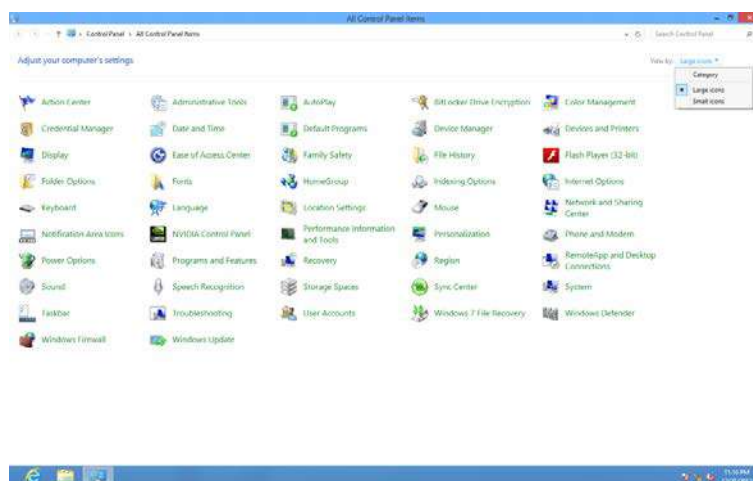 All Control Panel Items
Control Panel › All Control Panel Items
Search Control Panel
Adjust your computer's settings
View by: Large icons
Category
Large icons
Small icons
Action Center
Administrative Tools
AutoPlay
BitLocker Drive Encryption
Color Management
Credential Manager
Date and Time
Default Programs
Device Manager
Devices and Printers
Display
Ease of Access Center
Family Safety
File History
Flash Player (32-bit)
Folder Options
Fonts
HomeGroup
Indexing Options
Internet Options
Keyboard
Language
Location Settings
Mouse
Network and Sharing
Center
Notification Area Icons
NVIDIA Control Panel
Performance Information
and Tools
Personalization
Phone and Modem
Power Options
Programs and Features
Recovery
Region
RemoteApp and Desktop
Connections
Sound
Speech Recognition
Storage Spaces
Sync Center
System
Taskbar
Troubleshooting
User Accounts
Windows 7 File Recovery
Windows Defender
Windows Firewall
Windows Update